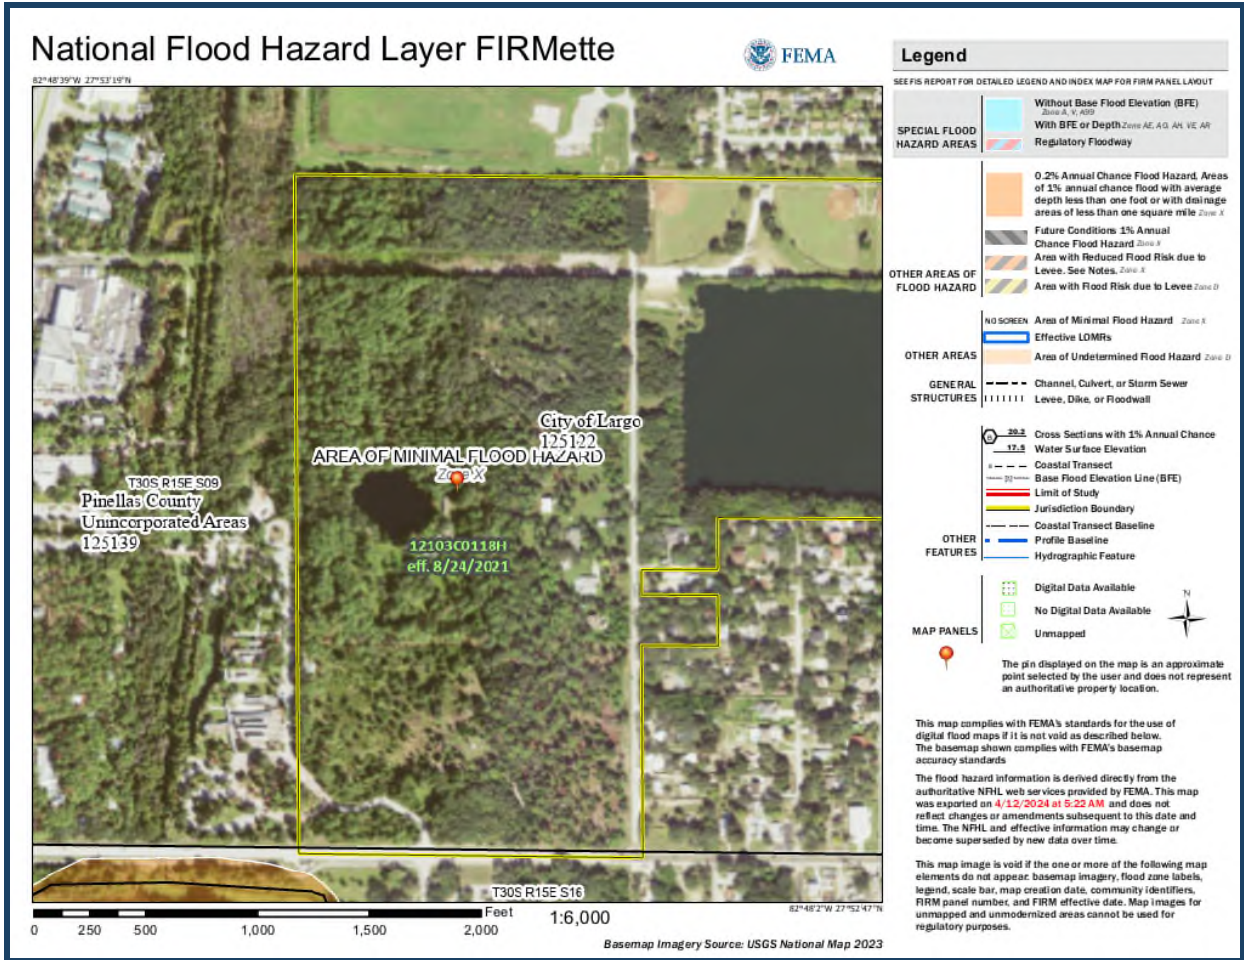 National Flood Hazard Layer FIRMette
FEMA
82°48'39"W 27°53'19"N
AREA OF MINIMAL FLOOD HAZARD
Zone X
City of Largo
125122
T30S R15E S09
Pinellas County
Unincorporated Areas
125139
12103C0118H
eff. 8/24/2021
T30S R15E S16
82°48'2"W 27°52'47"N
0 250 500 1,000 1,500 2,000
Feet
1:6,000
Basemap Imagery Source: USGS National Map 2023
Legend
SEE FIS REPORT FOR DETAILED LEGEND AND INDEX MAP FOR FIRM PANEL LAYOUT
SPECIAL FLOOD
HAZARD AREAS
Without Base Flood Elevation (BFE)
Zone A, V, A99
With BFE or Depth Zone AE, AO, AH, VE, AR
Regulatory Floodway
OTHER AREAS OF
FLOOD HAZARD
0.2% Annual Chance Flood Hazard, Areas
of 1% annual chance flood with average
depth less than one foot or with drainage
areas of less than one square mile Zone X
Future Conditions 1% Annual
Chance Flood Hazard Zone X
Area with Reduced Flood Risk due to
Levee. See Notes. Zone X
Area with Flood Risk due to Levee Zone D
OTHER AREAS
NO SCREEN Area of Minimal Flood Hazard Zone X
Effective LOMRs
Area of Undetermined Flood Hazard Zone D
GENERAL
STRUCTURES
Channel, Culvert, or Storm Sewer
Levee, Dike, or Floodwall
OTHER
FEATURES
20.2 Cross Sections with 1% Annual Chance
17.5 Water Surface Elevation
Coastal Transect
Base Flood Elevation Line (BFE)
Limit of Study
Jurisdiction Boundary
Coastal Transect Baseline
Profile Baseline
Hydrographic Feature
MAP PANELS
Digital Data Available
No Digital Data Available
Unmapped
N
The pin displayed on the map is an approximate
point selected by the user and does not represent
an authoritative property location.
This map complies with FEMA's standards for the use of
digital flood maps if it is not void as described below.
The basemap shown complies with FEMA's basemap
accuracy standards
The flood hazard information is derived directly from the
authoritative NFHL web services provided by FEMA. This map
was exported on 4/12/2024 at 5:22 AM and does not
reflect changes or amendments subsequent to this date and
time. The NFHL and effective information may change or
become superseded by new data over time.
This map image is void if the one or more of the following map
elements do not appear: basemap imagery, flood zone labels,
legend, scale bar, map creation date, community identifiers,
FIRM panel number, and FIRM effective date. Map images for
unmapped and unmodernized areas cannot be used for
regulatory purposes.